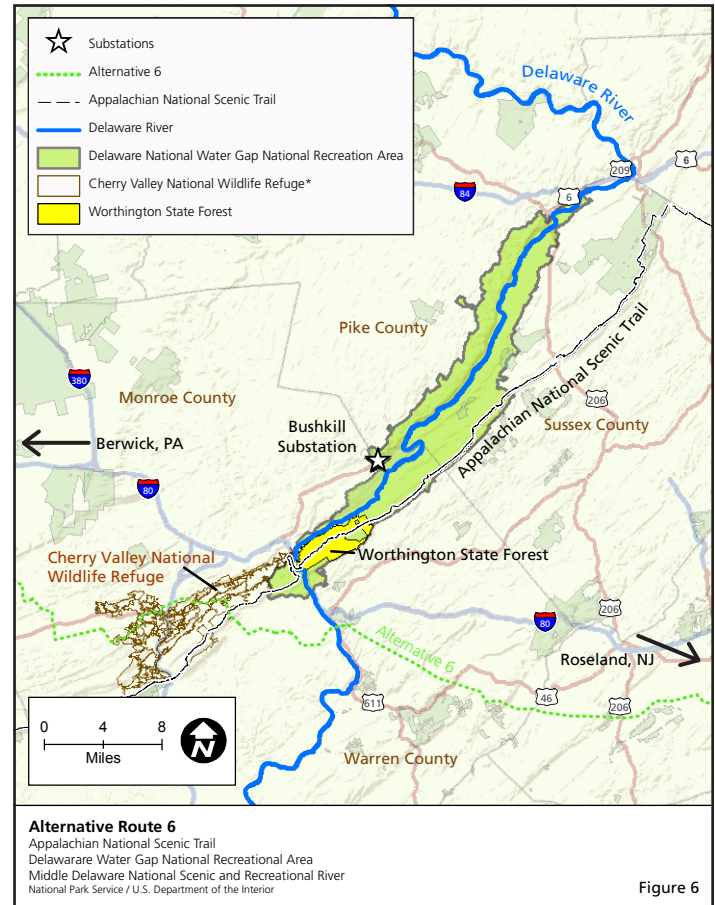 Substations
Alternative 6
Appalachian National Scenic Trail
Delaware River
Delaware National Water Gap National Recreation Area
Cherry Valley National Wildlife Refuge*
Worthington State Forest
Delaware River
209
6
6
84
Pike County
Appalachian National Scenic Trail
380
Monroe County
206
Sussex County
Bushkill
Substation
Berwick, PA
80
Worthington State Forest
Cherry Valley National
Wildlife Refuge
80
206
Alternative 6
Roseland, NJ
46
206
611
Warren County
0 4 8
Miles
N
Alternative Route 6
Appalachian National Scenic Trail
Delawarare Water Gap National Recreational Area
Middle Delaware National Scenic and Recreational River
National Park Service / U.S. Department of the Interior
Figure 6